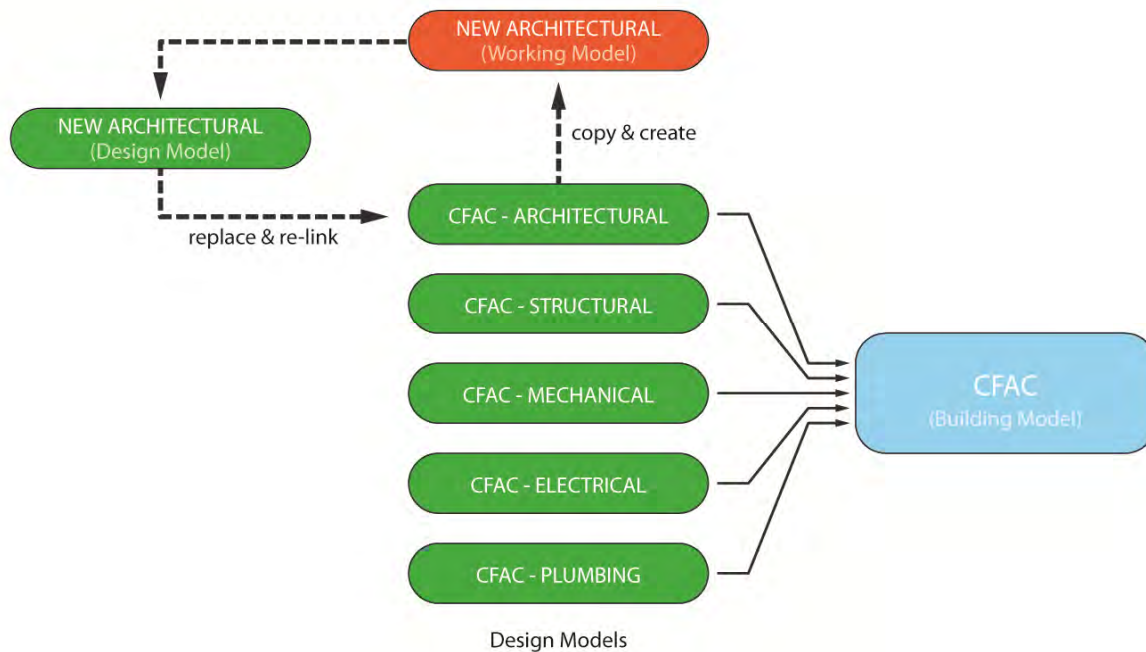 NEW ARCHITECTURAL
(Working Model)
NEW ARCHITECTURAL
(Design Model)
copy & create
replace & re-link
CFAC - ARCHITECTURAL
CFAC - STRUCTURAL
CFAC - MECHANICAL
CFAC - ELECTRICAL
CFAC - PLUMBING
CFAC
(Building Model)
Design Models